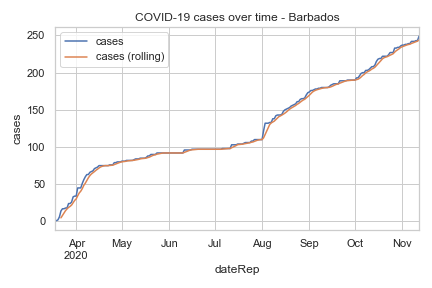 COVID-19 cases over time - Barbados
cases
cases (rolling)
250
200
150
100
50
0
cases
Apr
2020
May
Jun
Jul
Aug
Sep
Oct
Nov
dateRep